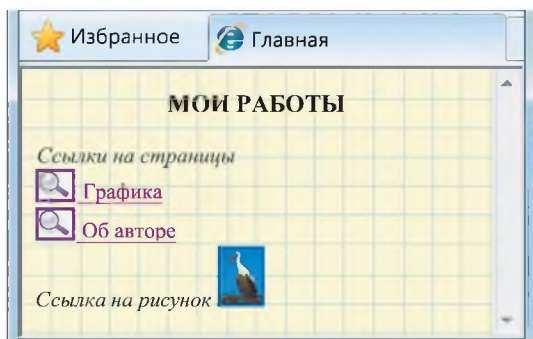 Избранное
Главная
МОИ РАБОТЫ
Ссылки на страницы
Графика
Об авторе
Ссылка на рисунок